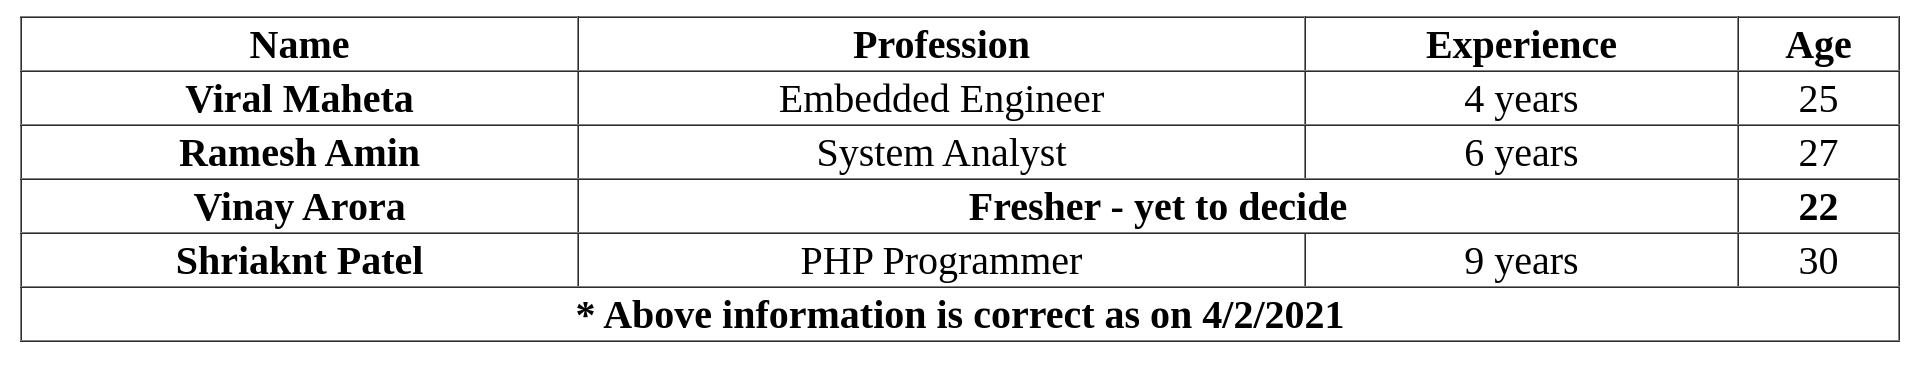 Name Profession Experience Age
Viral Maheta Embedded Engineer 4 years 25
Ramesh Amin System Analyst 6 years 27
Vinay Arora Fresher - yet to decide 22
Shriaknt Patel PHP Programmer 9 years 30
* Above information is correct as on 4/2/2021